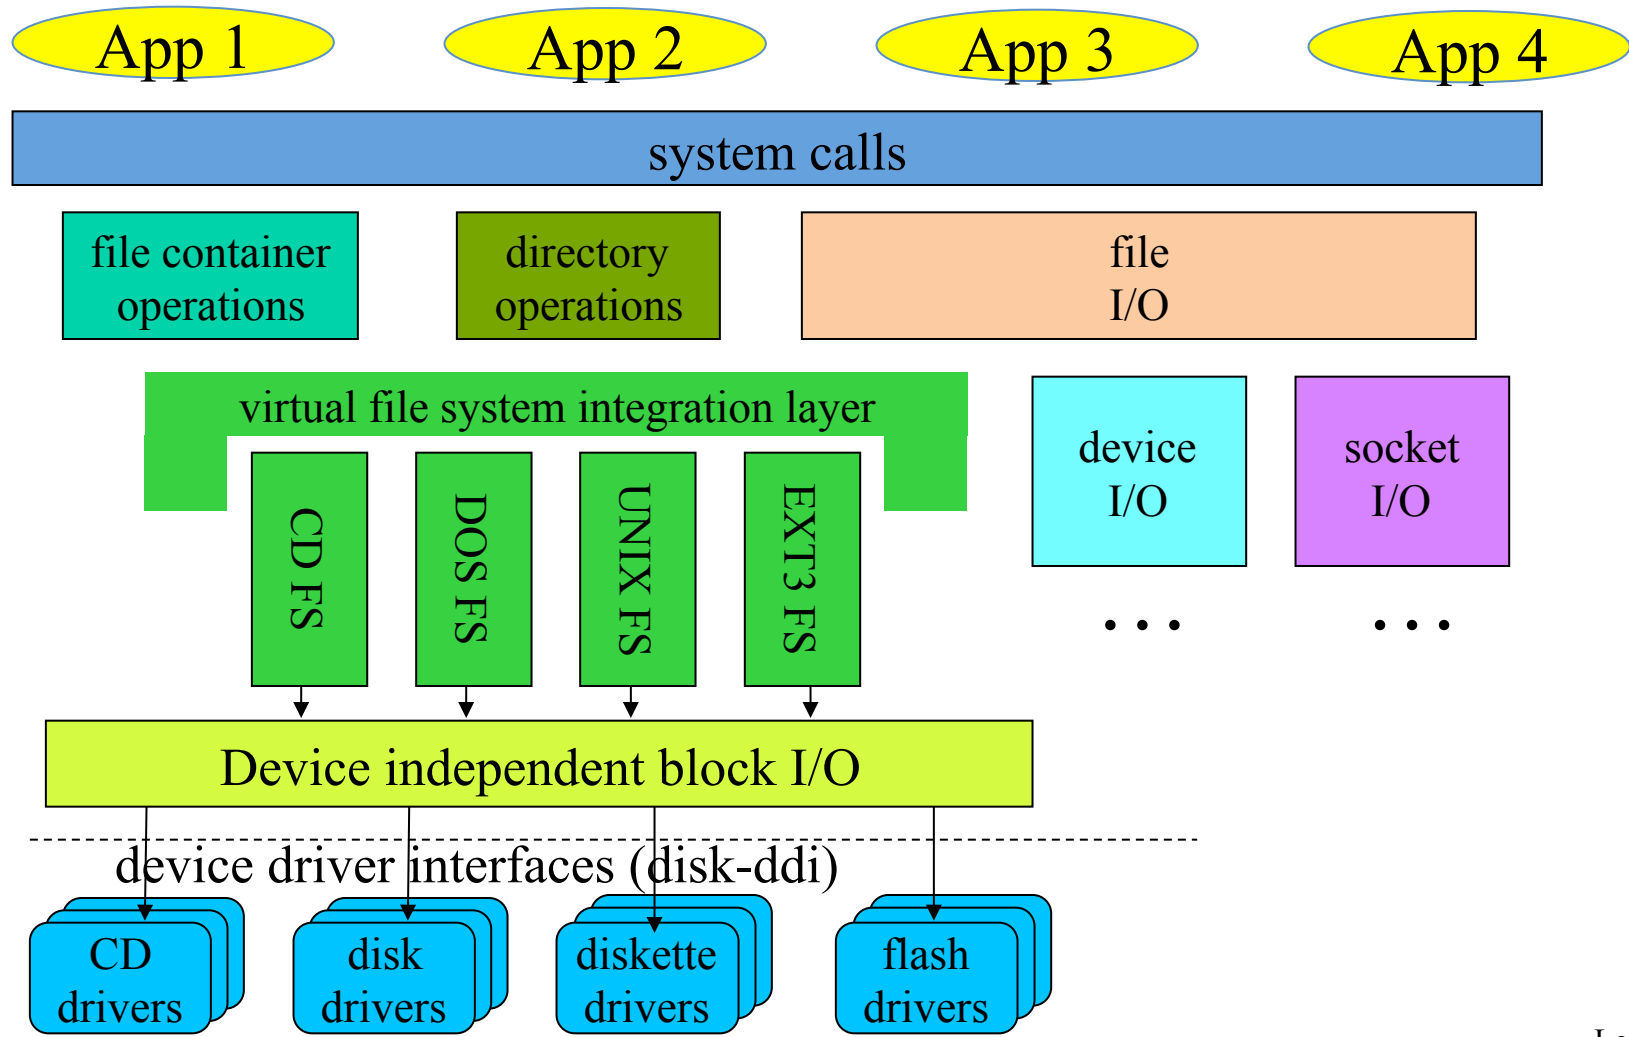 App 1
App 2
App 3
App 4
system calls
file container
operations
directory
operations
file
I/O
virtual file system integration layer
device
I/O
socket
I/O
CD FS
DOS FS
UNIX FS
EXT3 FS
...
...
Device independent block I/O
device driver interfaces (disk-ddi)
CD
drivers
disk
drivers
diskette
drivers
flash
drivers